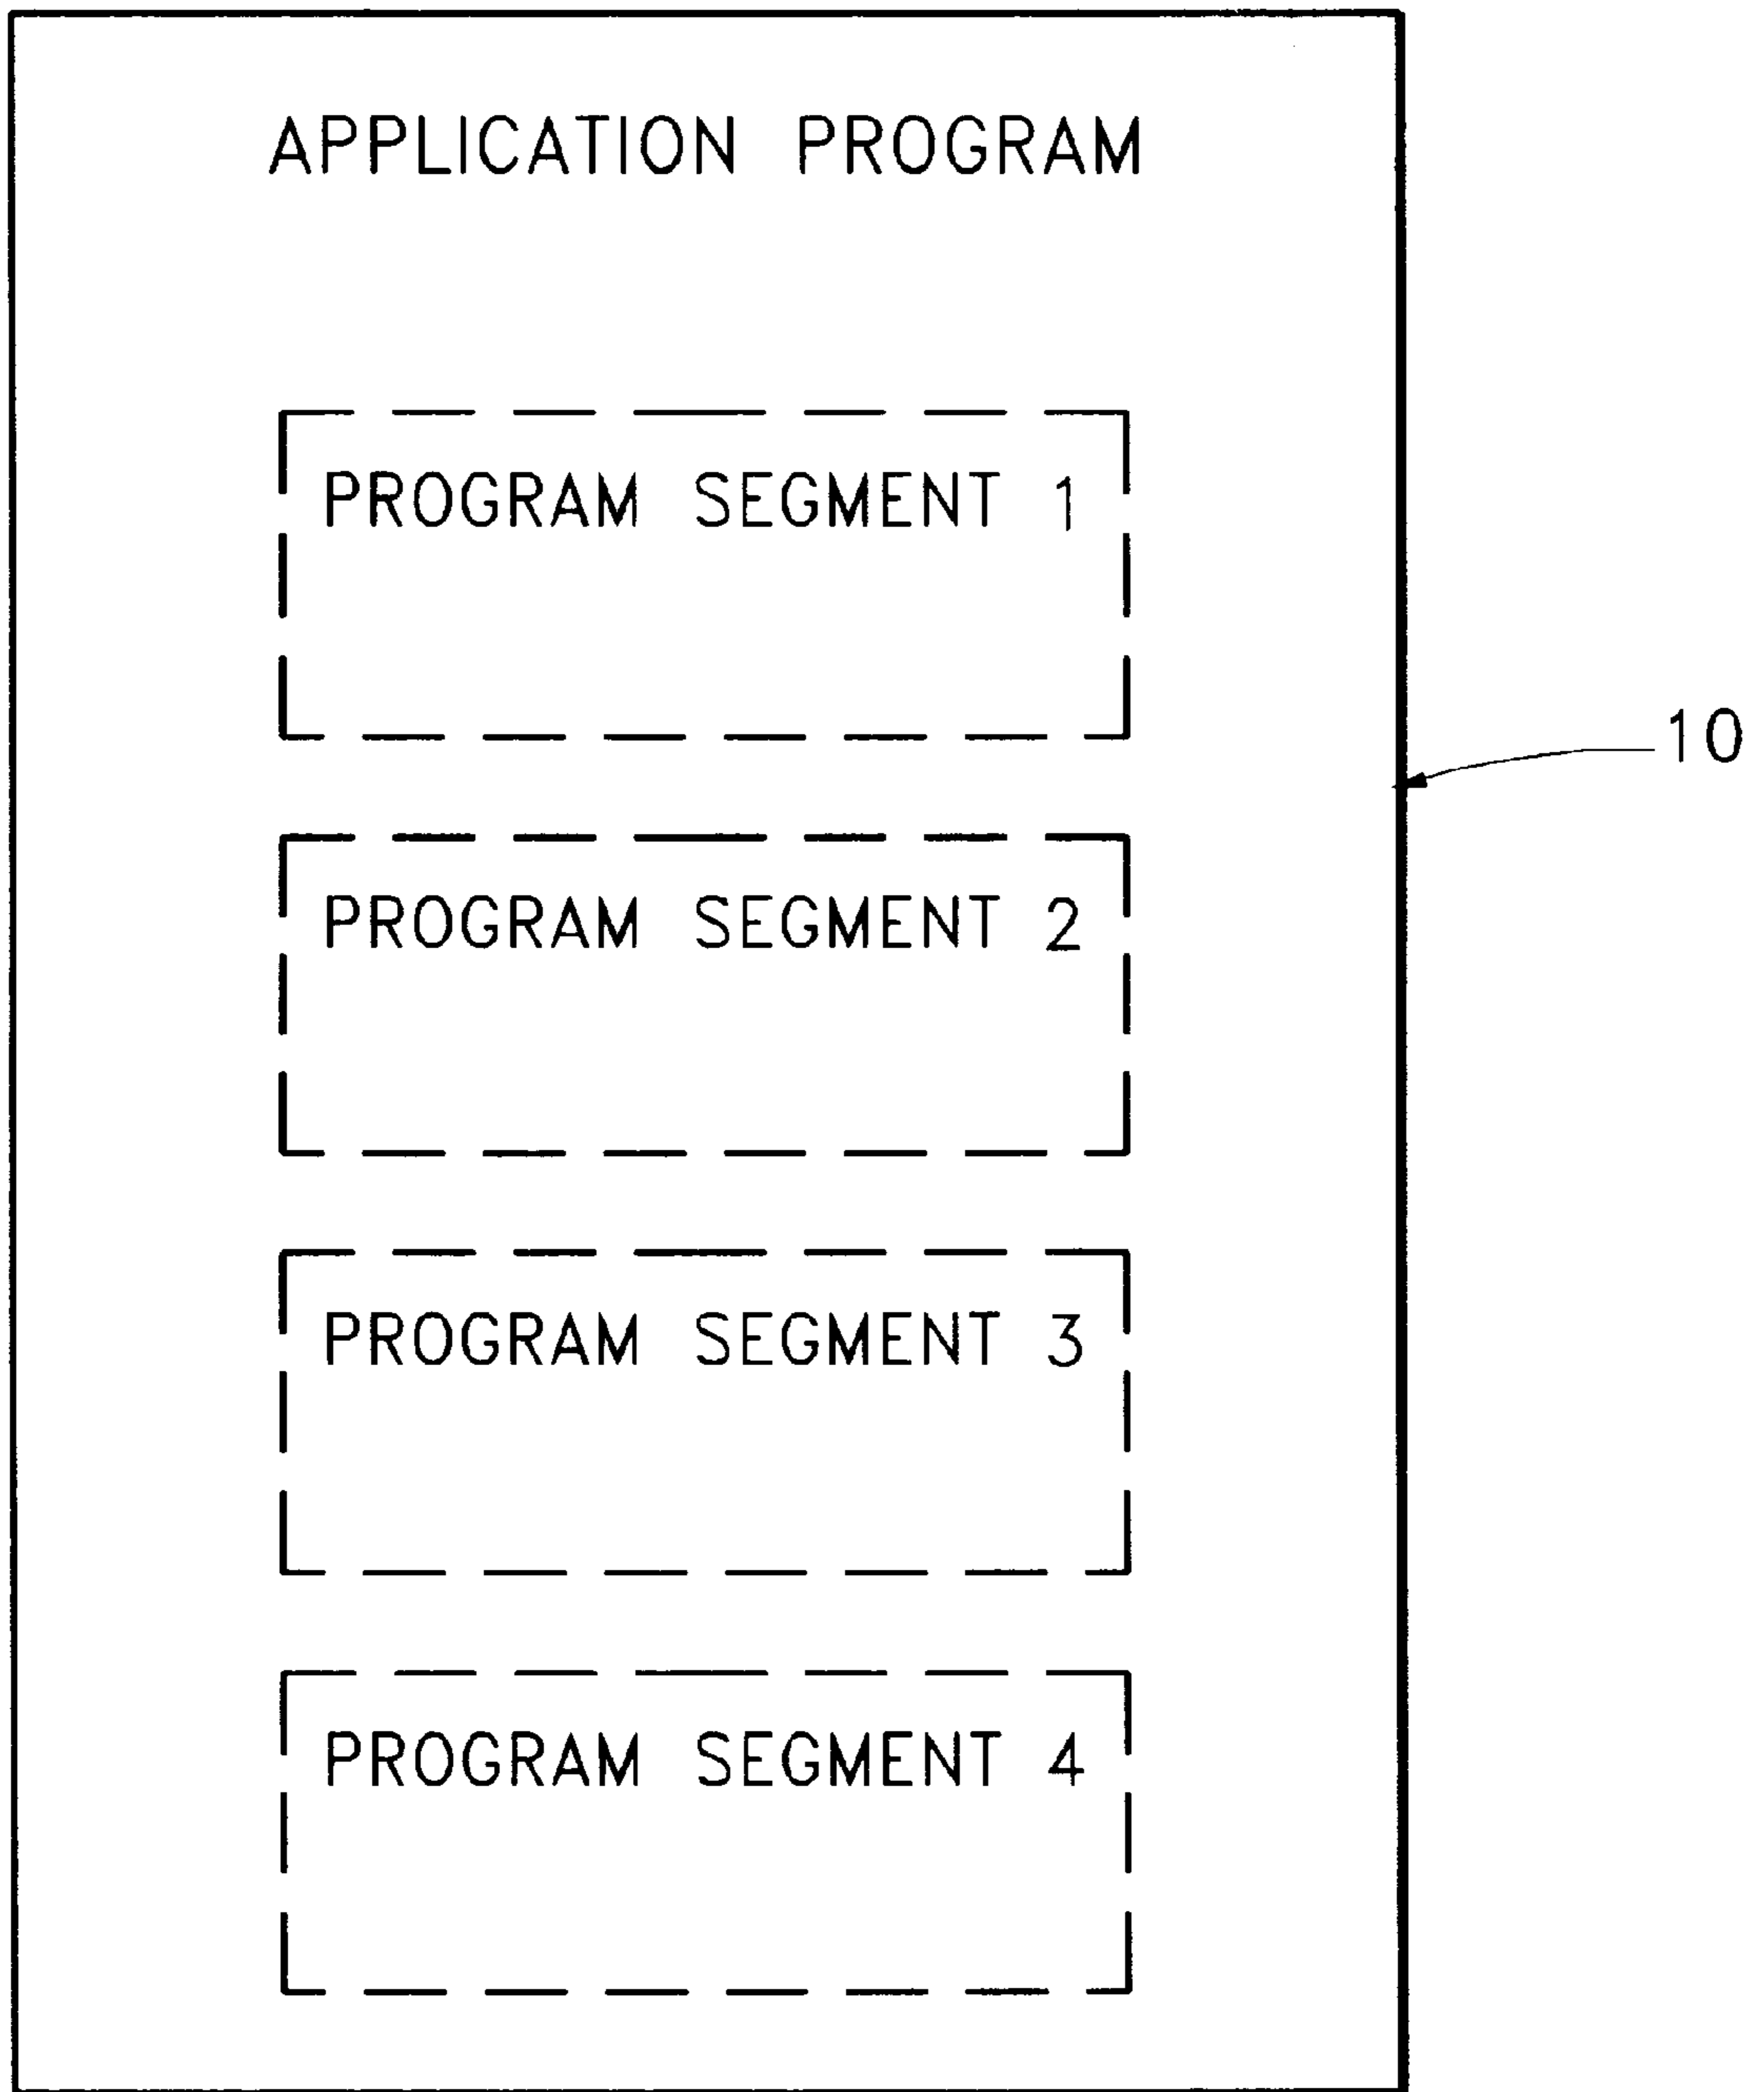 APPLICATION PROGRAM
PROGRAM SEGMENT 1
10
PROGRAM SEGMENT 2
PROGRAM SEGMENT 3
PROGRAM SEGMENT 4